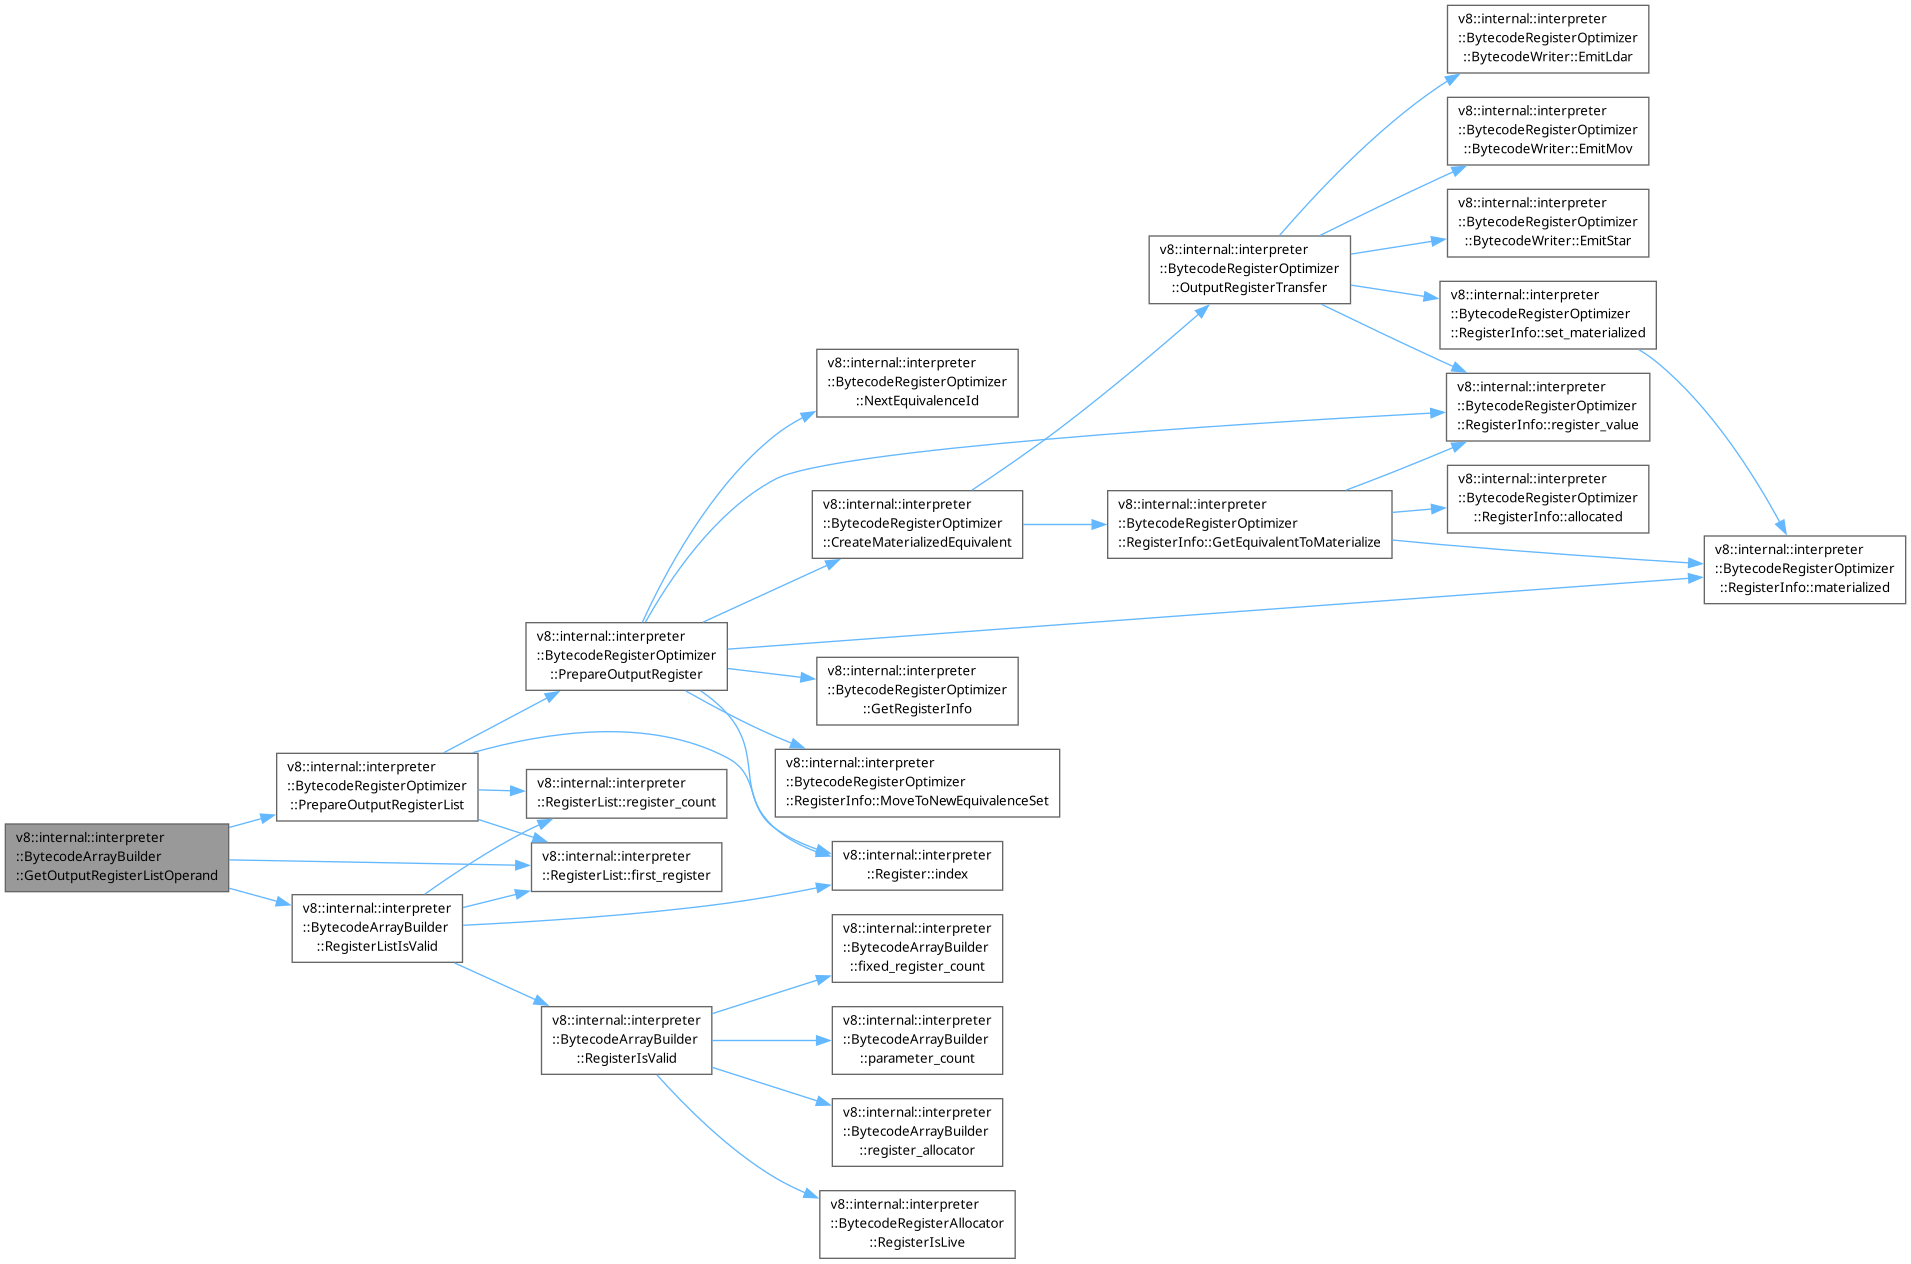 v8::internal::interpreter
::BytecodeArrayBuilder
::GetOutputRegisterListOperand
v8::internal::interpreter
::BytecodeRegisterOptimizer
::PrepareOutputRegisterList
v8::internal::interpreter
::BytecodeArrayBuilder
::RegisterListIsValid
v8::internal::interpreter
::BytecodeRegisterOptimizer
::PrepareOutputRegister
v8::internal::interpreter
::RegisterList::register_count
v8::internal::interpreter
::RegisterList::first_register
v8::internal::interpreter
::BytecodeArrayBuilder
::RegisterIsValid
v8::internal::interpreter
::BytecodeRegisterOptimizer
::NextEquivalenceId
v8::internal::interpreter
::BytecodeRegisterOptimizer
::CreateMaterializedEquivalent
v8::internal::interpreter
::BytecodeRegisterOptimizer
::GetRegisterInfo
v8::internal::interpreter
::BytecodeRegisterOptimizer
::RegisterInfo::MoveToNewEquivalenceSet
v8::internal::interpreter
::Register::index
v8::internal::interpreter
::BytecodeArrayBuilder
::fixed_register_count
v8::internal::interpreter
::BytecodeArrayBuilder
::parameter_count
v8::internal::interpreter
::BytecodeArrayBuilder
::register_allocator
v8::internal::interpreter
::BytecodeRegisterAllocator
::RegisterIsLive
v8::internal::interpreter
::BytecodeRegisterOptimizer
::OutputRegisterTransfer
v8::internal::interpreter
::BytecodeRegisterOptimizer
::RegisterInfo::GetEquivalentToMaterialize
v8::internal::interpreter
::BytecodeRegisterOptimizer
::BytecodeWriter::EmitLdar
v8::internal::interpreter
::BytecodeRegisterOptimizer
::BytecodeWriter::EmitMov
v8::internal::interpreter
::BytecodeRegisterOptimizer
::BytecodeWriter::EmitStar
v8::internal::interpreter
::BytecodeRegisterOptimizer
::RegisterInfo::set_materialized
v8::internal::interpreter
::BytecodeRegisterOptimizer
::RegisterInfo::register_value
v8::internal::interpreter
::BytecodeRegisterOptimizer
::RegisterInfo::allocated
v8::internal::interpreter
::BytecodeRegisterOptimizer
::RegisterInfo::materialized